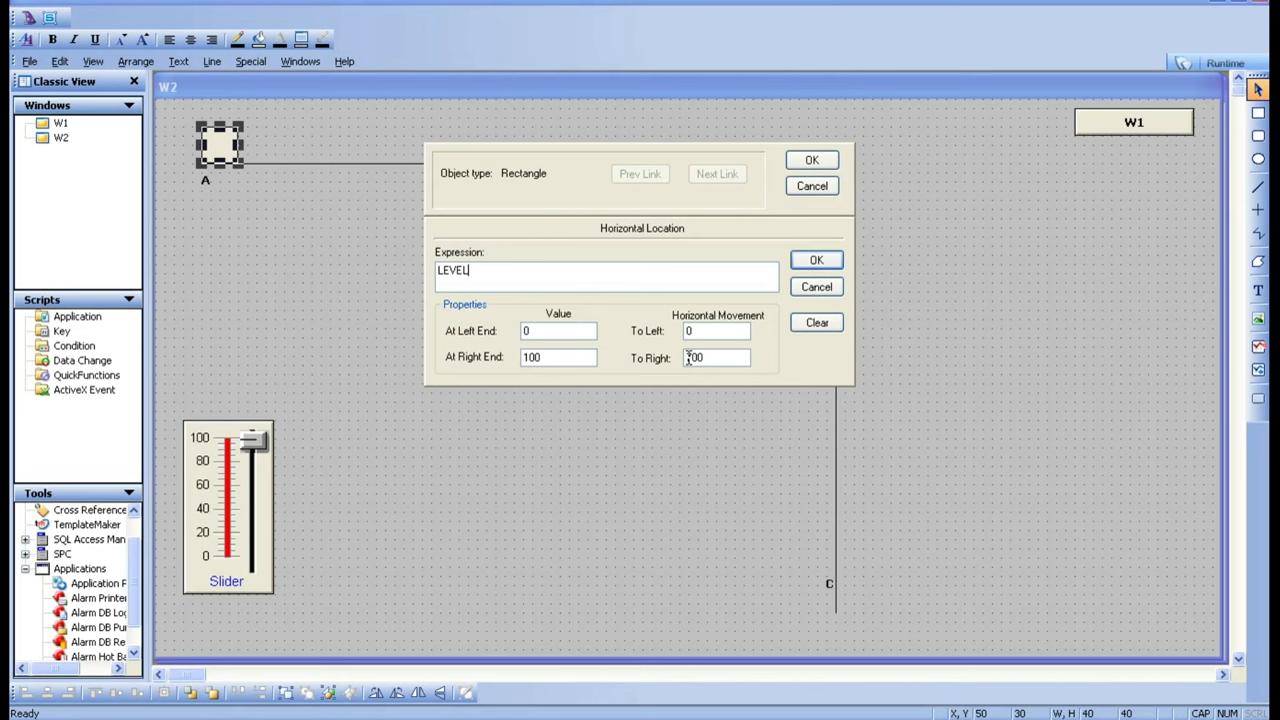 B I U
File Edit View Arrange Text Line Special Windows Help
Runtime
Classic View
Windows
W1
W2
Scripts
Application
Key
Condition
Data Change
QuickFunctions
ActiveX Event
Tools
Cross Reference
TemplateMaker
SQL Access Man
SPC
Applications
Application F
Alarm Printer
Alarm DB Log
Alarm DB Pur
Alarm DB Re
Alarm Hot Ba
W2
A
W1
100
80
60
40
20
0
Slider
C
Object type: Rectangle
Prev Link
Next Link
OK
Cancel
Horizontal Location
Expression:
LEVEL
OK
Cancel
Clear
Properties
Value
Horizontal Movement
At Left End: 0
To Left: 0
At Right End: 100
To Right:
Ready
X, Y 50 30 W, H 40 40 CAP NUM SCRL